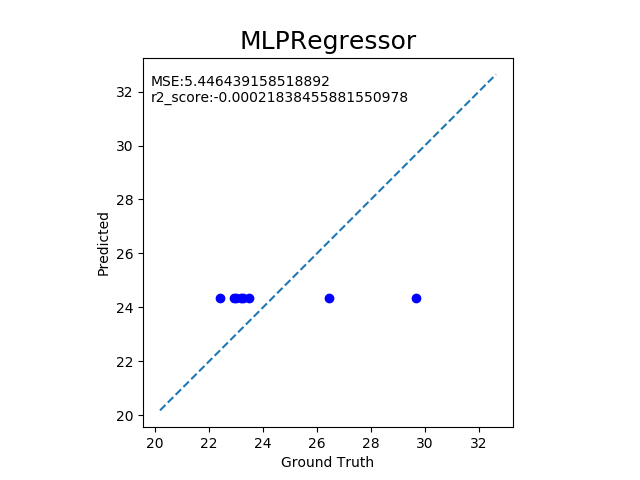 MLPRegressor
MSE:5.446439158518892
r2_score:-0.00021838455881550978
32
30
28
26
24
22
20
Predicted
20 22 24 26 28 30 32
Ground Truth